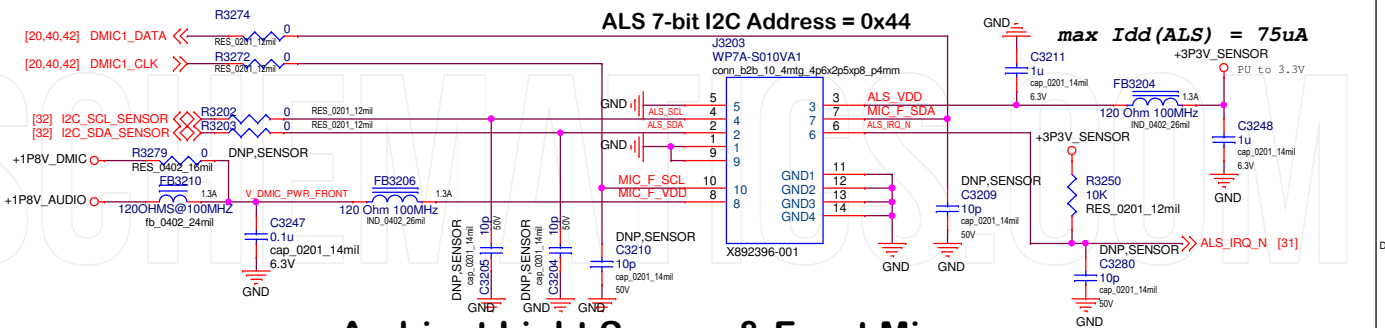 ALS 7-bit I2C Address = 0x44
max Idd(ALS) = 75uA
R3274
0
[20,40,42] DMIC1_DATA
RES_0201_12mil
R3272
0
[20,40,42] DMIC1_CLK
RES_0201_12mil
R3202
0
RES_0201_12mil
[32] I2C_SCL_SENSOR
R3203
0
RES_0201_12mil
[32] I2C_SDA_SENSOR
R3279
0
DNP,SENSOR
+1P8V_DMIC
RES_0402_16mil
FB3210
1.3A
+1P8V_AUDIO
120OHMS@100MHZ
fb_0402_24mil
V_DMIC_PWR_FRONT
C3247
0.1u
cap_0201_14mil
6.3V
GND
FB3206
1.3A
120 Ohm 100MHz
IND_0402_26mil
DNP,SENSOR
C3205
10p
cap_0201_14mil
50V
GND
DNP,SENSOR
C3204
10p
cap_0201_14mil
50V
GND
DNP,SENSOR
C3210
10p
cap_0201_14mil
50V
GND
J3203
WP7A-S010VA1
conn_b2b_10_4mtg_4p6x2p5xp8_p4mm
GND
5
5
ALS_SCL
4
4
ALS_SDA
2
2
GND
1
1
9
9
MIC_F_SCL
10
10
MIC_F_VDD
8
8
3
3
ALS_VDD
7
7
MIC_F_SDA
6
6
ALS_IRQ_N
GND1
11
GND2
12
GND3
13
GND4
14
X892396-001
GND
GND
C3211
1u
cap_0201_14mil
6.3V
FB3204
1.3A
120 Ohm 100MHz
IND_0402_26mil
+3P3V_SENSOR
PU to 3.3V
C3248
1u
cap_0201_14mil
6.3V
GND
+3P3V_SENSOR
R3250
10K
RES_0201_12mil
DNP,SENSOR
C3209
10p
cap_0201_14mil
50V
GND
ALS_IRQ_N [31]
DNP,SENSOR
C3280
10p
cap_0201_14mil
50V
GND
D